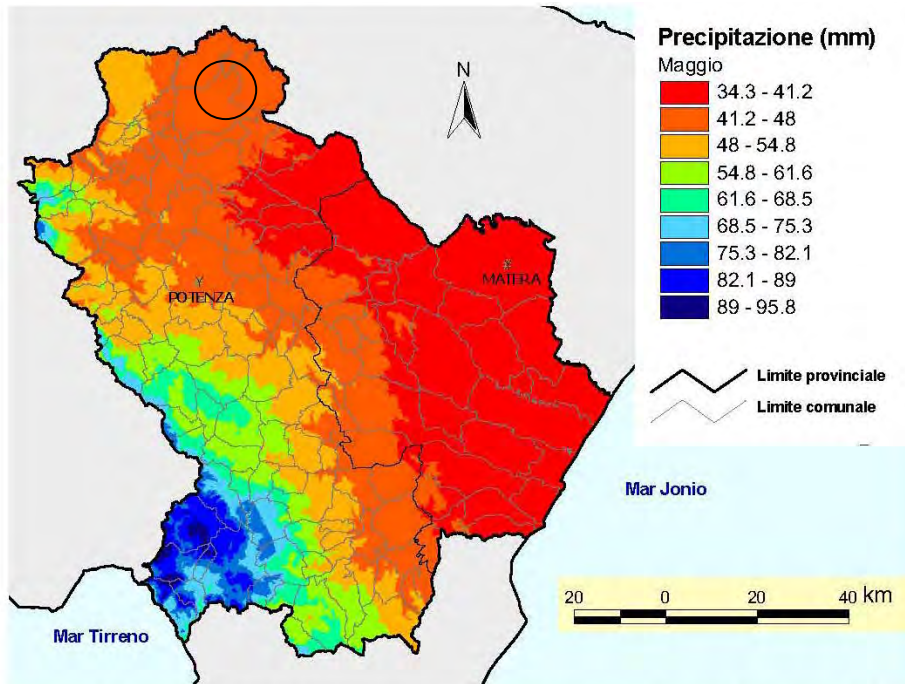 Precipitazione (mm)
Maggio
34.3 - 41.2
41.2 - 48
48 - 54.8
54.8 - 61.6
61.6 - 68.5
68.5 - 75.3
75.3 - 82.1
82.1 - 89
89 - 95.8
Limite provinciale
Limite comunale
N
MATERA
POTENZA
Mar Jonio
Mar Tirreno
20 0 20 40 km